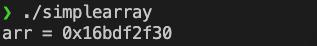 ❯ ./simplearray
arr = 0x16bdf2f30